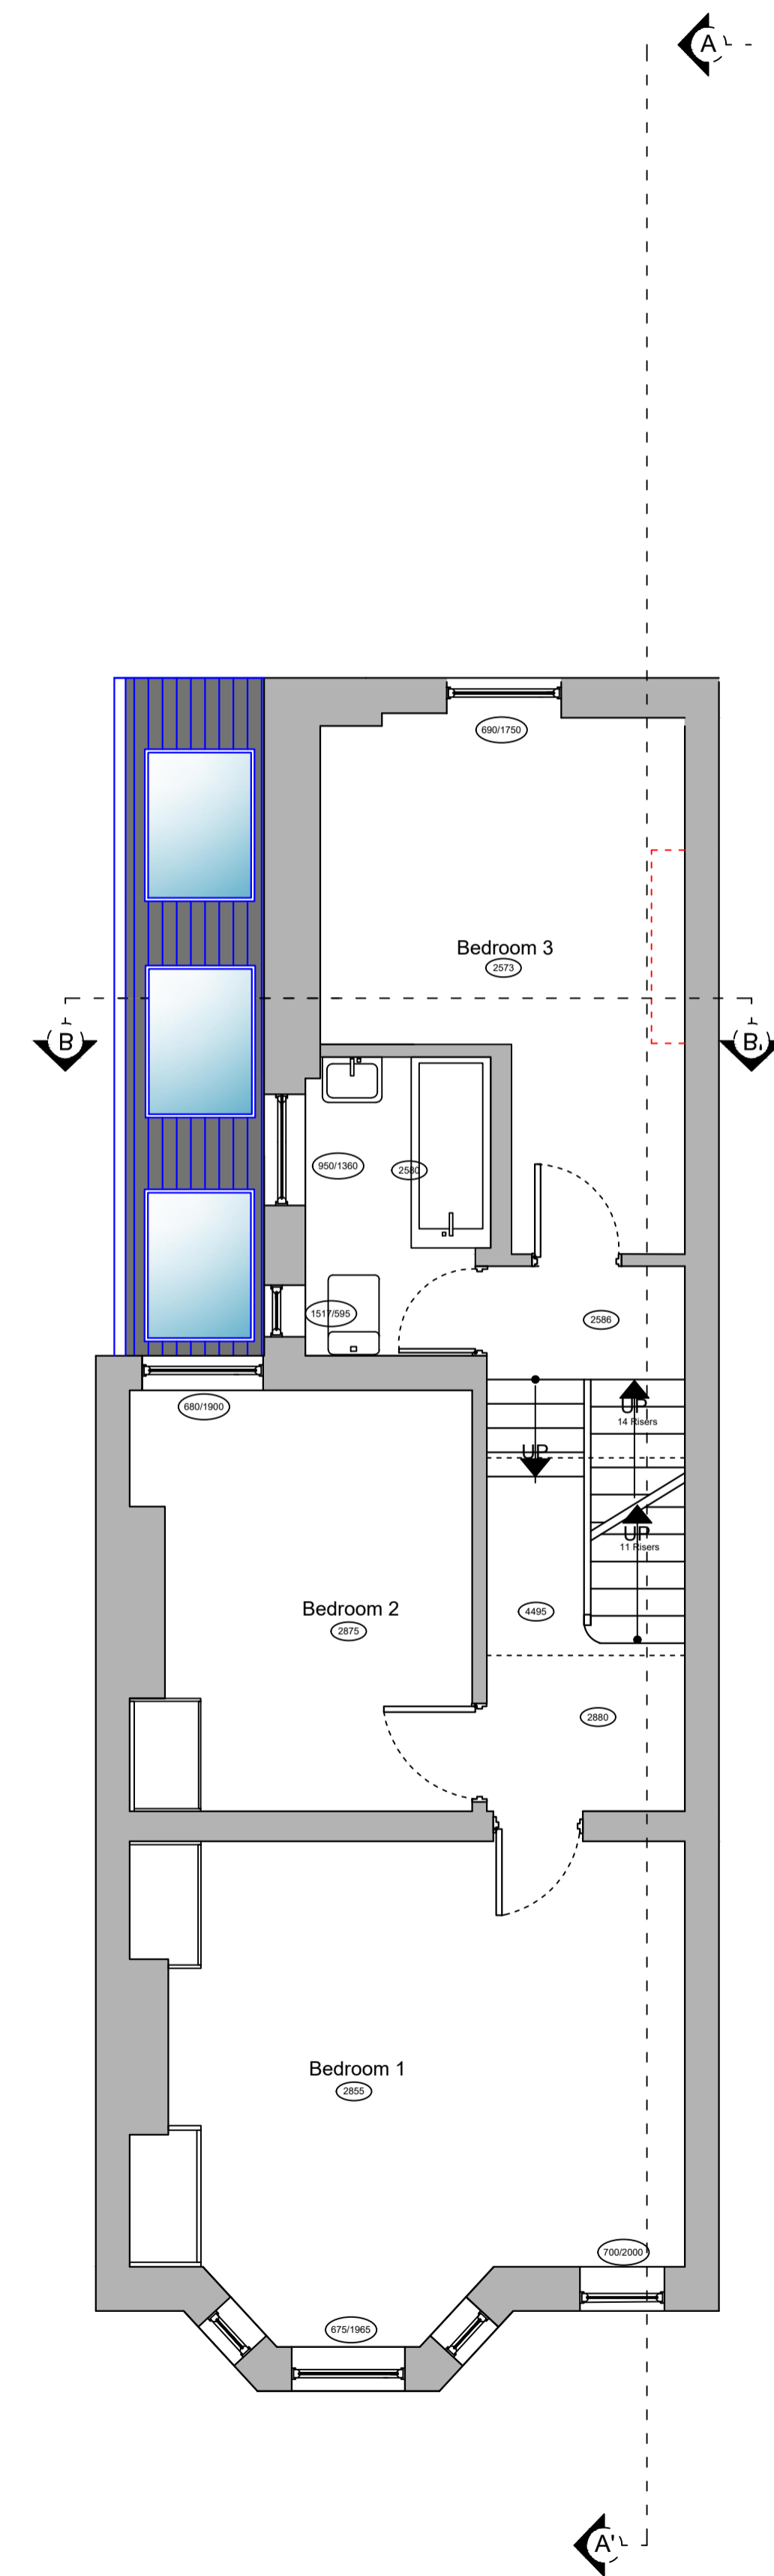 A
690/1750
Bedroom 3
2573
B
B'
950/1360
2580
1517/595
2586
680/1900
UP
14 Risers
UP
UP
11 Risers
Bedroom 2
2875
4495
2880
Bedroom 1
2855
700/2000
675/1965
A'